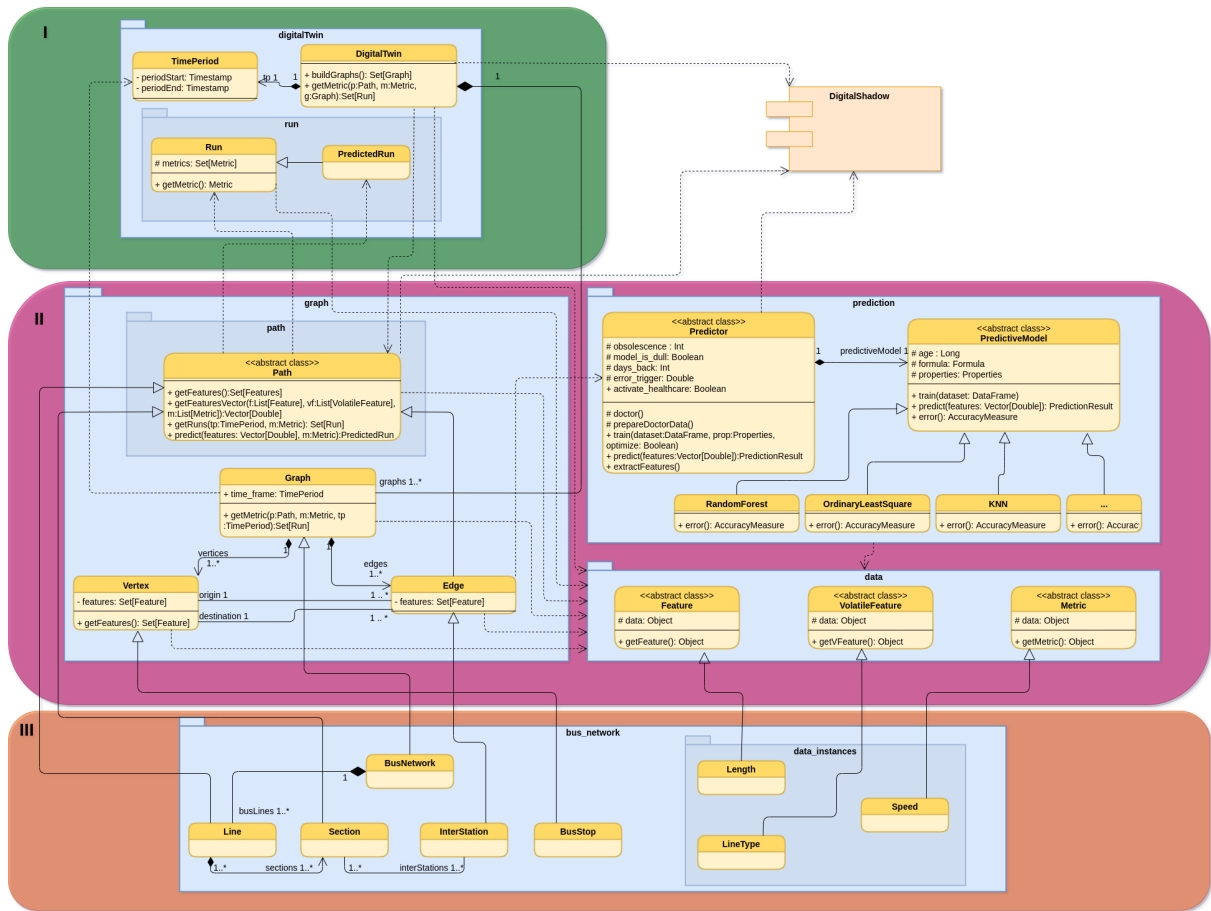 I
digitalTwin
TimePeriod
- periodStart: Timestamp
- periodEnd: Timestamp
tp 1
1
DigitalTwin
+ buildGraphs(): Set[Graph]
+ getMetric(p:Path, m:Metric,
g:Graph):Set[Run]
1
DigitalShadow
run
Run
# metrics: Set[Metric]
+ getMetric(): Metric
PredictedRun
II
graph
path
<<abstract class>>
Path
+ getFeatures():Set[Features]
+ getFeaturesVector(f:List[Feature], vf:List[VolatileFeature],
m:List[Metric]):Vector[Double]
+ getRuns(tp:TimePeriod, m:Metric): Set[Run]
+ predict(features: Vector[Double], m:Metric):PredictedRun
Graph
+ time_frame: TimePeriod
+ getMetric(p:Path, m:Metric, tp
:TimePeriod):Set[Run]
graphs 1..*
vertices
1..*
1
1
edges
1..*
Vertex
- features: Set[Feature]
+ getFeatures(): Set[Feature]
origin 1
1 .. *
destination 1
1 .. *
Edge
- features: Set[Feature]
prediction
<<abstract class>>
Predictor
# obsolescence : Int
# model_is_dull: Boolean
# days_back: Int
# error_trigger: Double
+ activate_healthcare: Boolean
# doctor()
# prepareDoctorData()
+ train(dataset:DataFrame, prop:Properties,
optimize: Boolean)
+ predict(features:Vector[Double]):PredictionResult
+ extractFeatures()
1
predictiveModel 1
<<abstract class>>
PredictiveModel
# age : Long
# formula: Formula
# properties: Properties
+ train(dataset: DataFrame)
+ predict(features: Vector[Double]): PredictionResult
+ error(): AccuracyMeasure
RandomForest
+ error(): AccuracyMeasure
OrdinaryLeastSquare
+ error(): AccuracyMeasure
KNN
+ error(): AccuracyMeasure
...
+ error(): Accurac
data
<<abstract class>>
Feature
# data: Object
+ getFeature(): Object
<<abstract class>>
VolatileFeature
# data: Object
+ getVFeature(): Object
<<abstract class>>
Metric
# data: Object
+ getMetric(): Object
III
bus_network
BusNetwork
1
busLines 1..*
Line
Section
InterStation
BusStop
1..*
sections 1..*
1..*
interStations 1..*
data_instances
Length
Speed
LineType